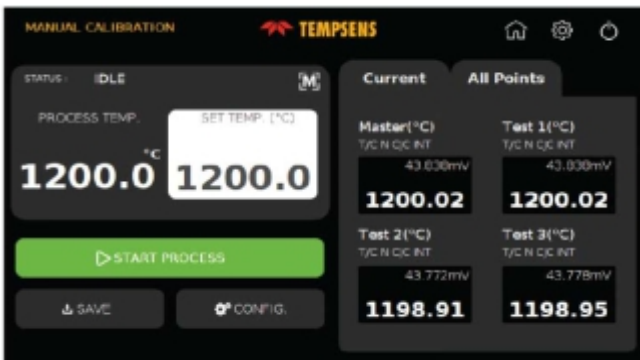 MANUAL CALIBRATION
TEMPSENS
STATUS : IDLE
M
PROCESS TEMP.
°C
1200.0
SET TEMP. (°C)
1200.0
START PROCESS
SAVE
CONFIG.
Current
All Points
Master(°C)
T/C N CJC INT
43.838mV
1200.02
Test 1(°C)
T/C N CJC INT
43.838mV
1200.02
Test 2(°C)
T/C N CJC INT
43.772mV
1198.91
Test 3(°C)
T/C N CJC INT
43.778mV
1198.95